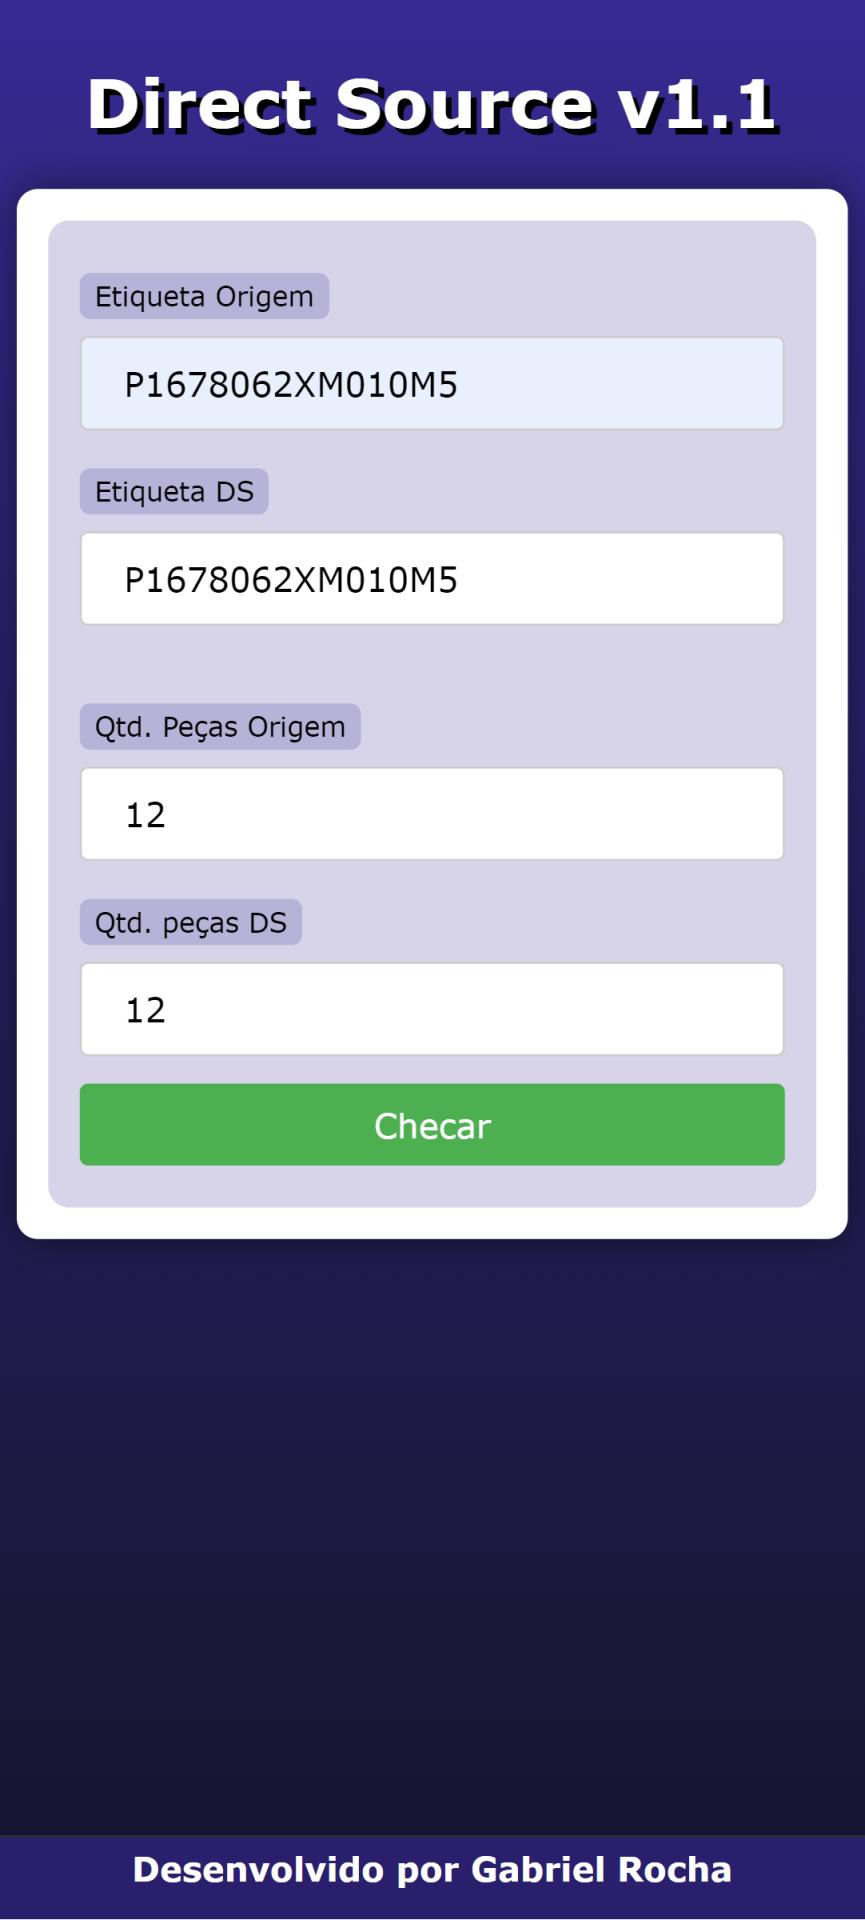 Direct Source v1.1
Etiqueta Origem
P1678062XM010M5
Etiqueta DS
P1678062XM010M5
Qtd. Peças Origem
12
Qtd. peças DS
12
Checar
Desenvolvido por Gabriel Rocha